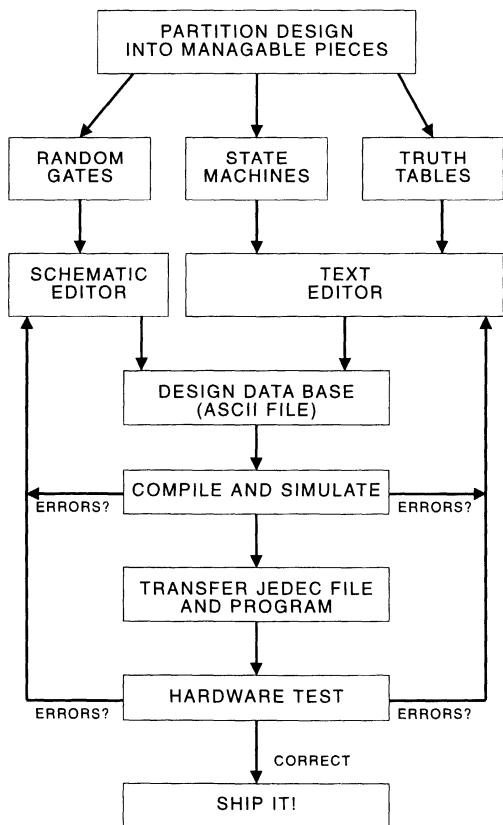 PARTITION DESIGN
INTO MANAGABLE PIECES
RANDOM
GATES
STATE
MACHINES
TRUTH
TABLES
SCHEMATIC
EDITOR
TEXT
EDITOR
DESIGN DATA BASE
(ASCII FILE)
COMPILE AND SIMULATE
ERRORS?
ERRORS?
TRANSFER JEDEC FILE
AND PROGRAM
HARDWARE TEST
ERRORS?
ERRORS?
CORRECT
SHIP IT!